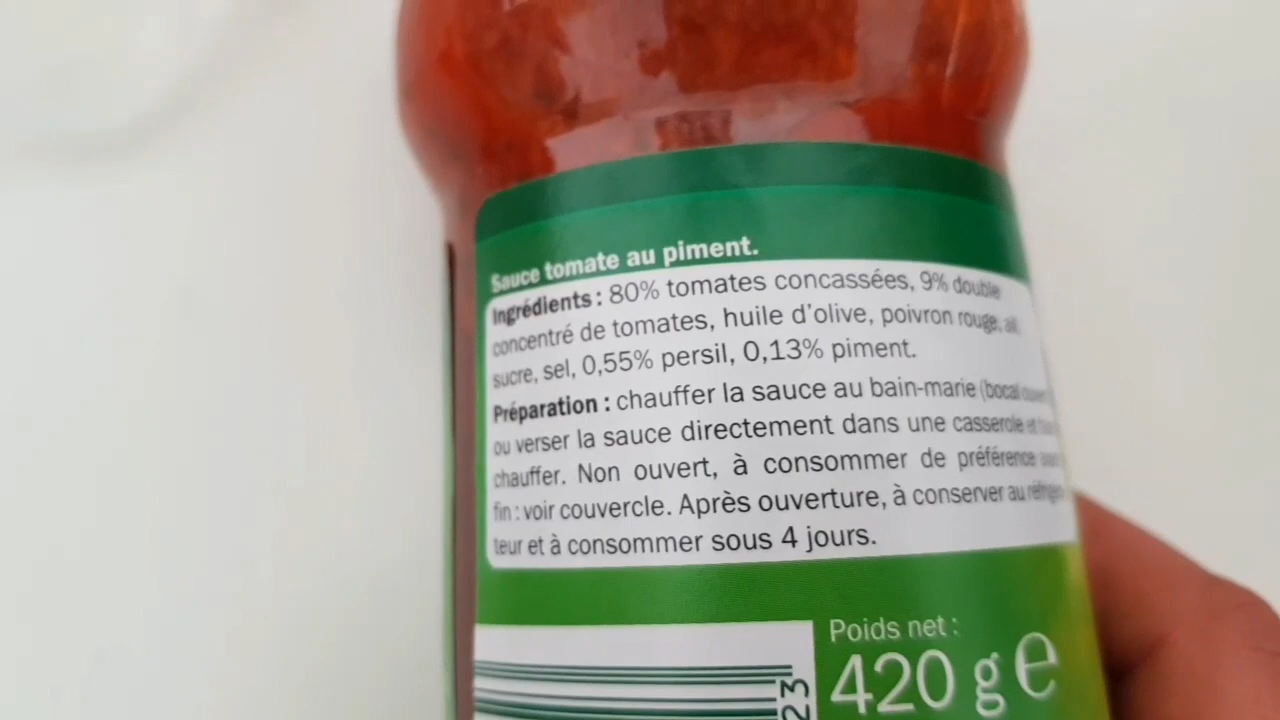 Sauce tomate au piment.
Ingrédients : 80% tomates concassées, 9% double
concentré de tomates, huile d'olive, poivron rouge, ail,
sucre, sel, 0,55% persil, 0,13% piment.
Préparation : chauffer la sauce au bain-marie (bocal
ou verser la sauce directement dans une casserole et
chauffer. Non ouvert, à consommer de préférence
fin : voir couvercle. Après ouverture, à conserver au
teur et à consommer sous 4 jours.
Poids net :
420 g e
23